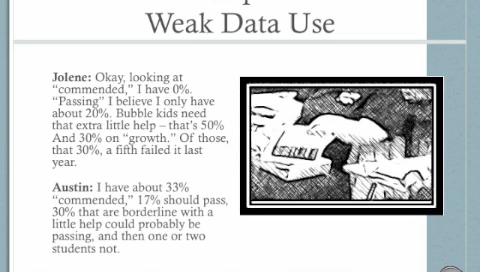 Weak Data Use
Jolene: Okay, looking at
“commended,” I have 0%.
“Passing” I believe I only have
about 20%. Bubble kids need
that extra little help – that’s 50%
And 30% on “growth.” Of those,
that 30%, a fifth failed it last
year.
Austin: I have about 33%
“commended,” 17% should pass,
30% that are borderline with a
little help could probably be
passing, and then one or two
students not.